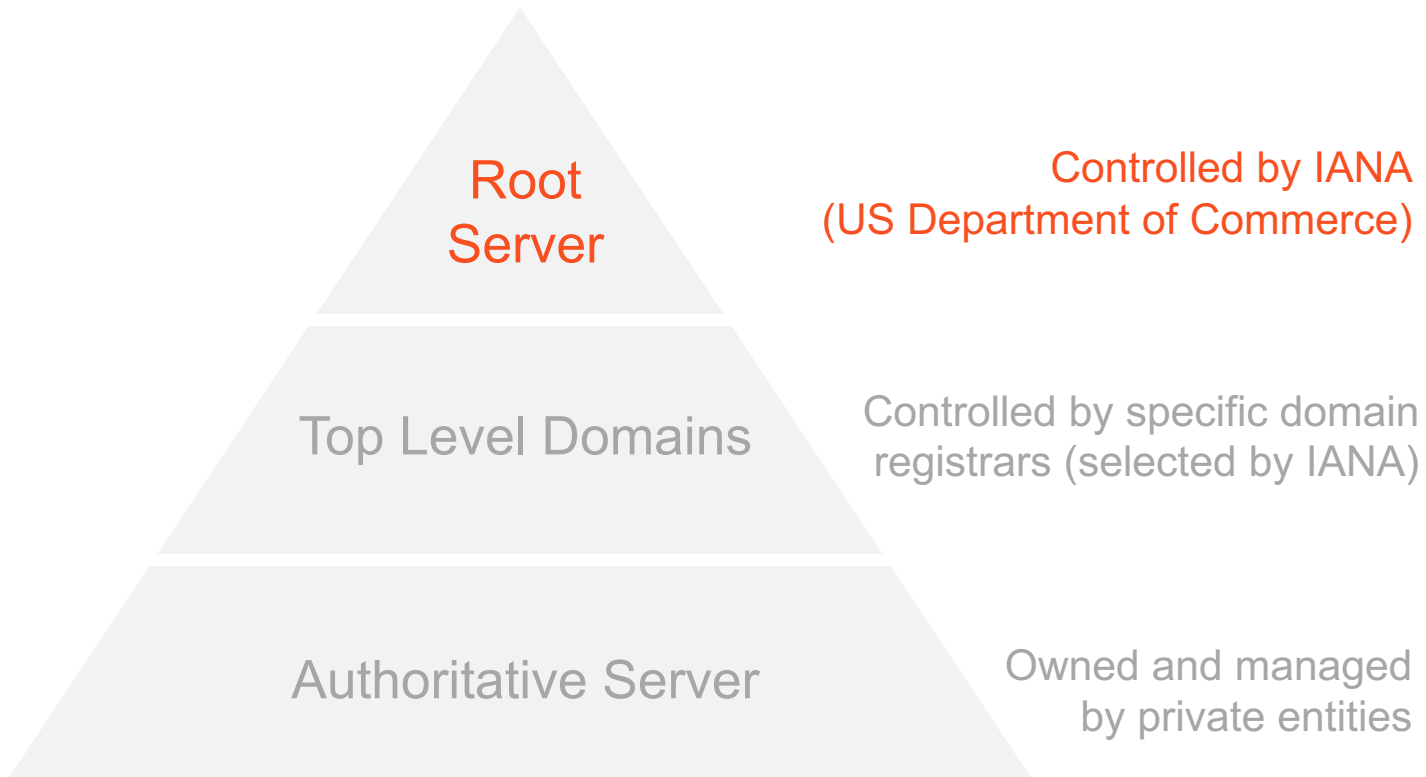 Root
Server
Controlled by IANA
(US Department of Commerce)
Top Level Domains
Controlled by specific domain
registrars (selected by IANA)
Authoritative Server
Owned and managed
by private entities